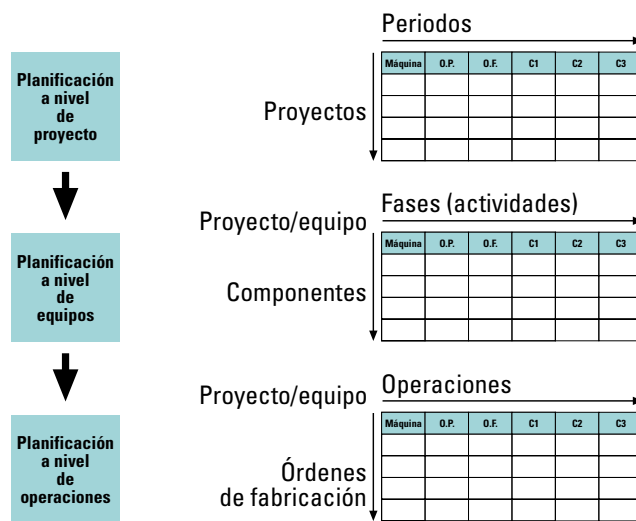 Periodos
Planificación
a nivel
de
proyecto
Máquina O.P. O.F. C1 C2 C3
Proyectos
Fases (actividades)
Proyecto/equipo
Planificación
a nivel
de
equipos
Máquina O.P. O.F. C1 C2 C3
Componentes
Operaciones
Proyecto/equipo
Planificación
a nivel
de
operaciones
Máquina O.P. O.F. C1 C2 C3
Órdenes
de fabricación